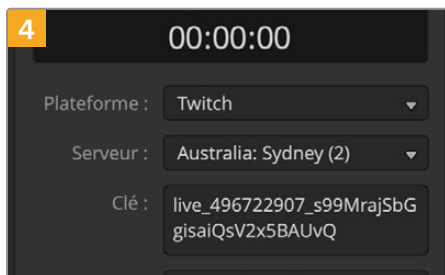 4
00:00:00
Plateforme : Twitch
Serveur : Australia: Sydney (2)
Clé : live_496722907_s99MrajSbG
gisaiQsV2x5BAUvQ